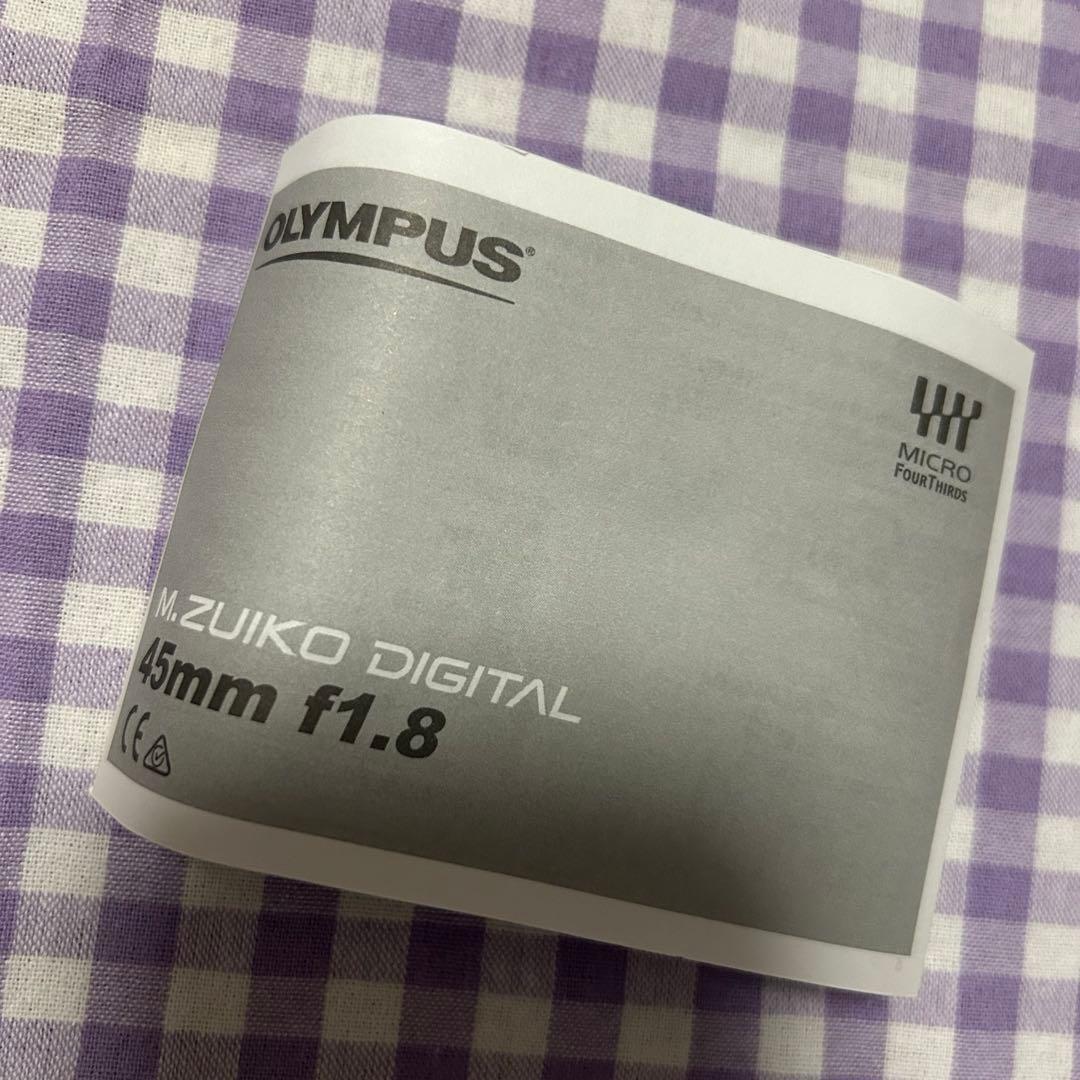 OLYMPUS®
MICRO
FOURTHIRDS
M.ZUIKO DIGITAL
45mm f1.8
CE